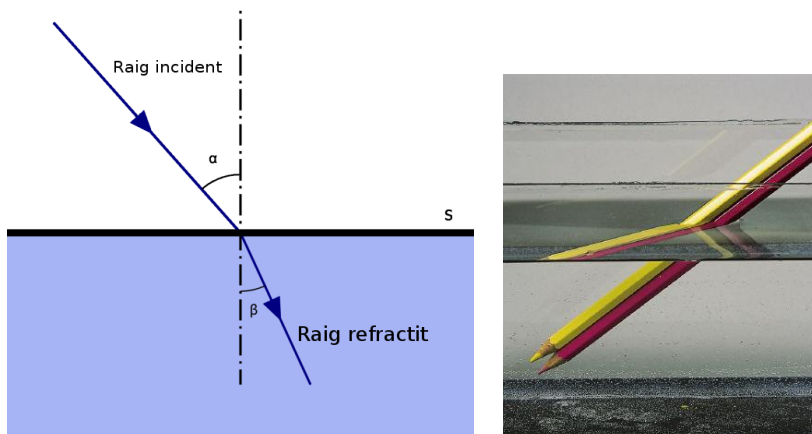 Raig incident
α
S
β
Raig refractit